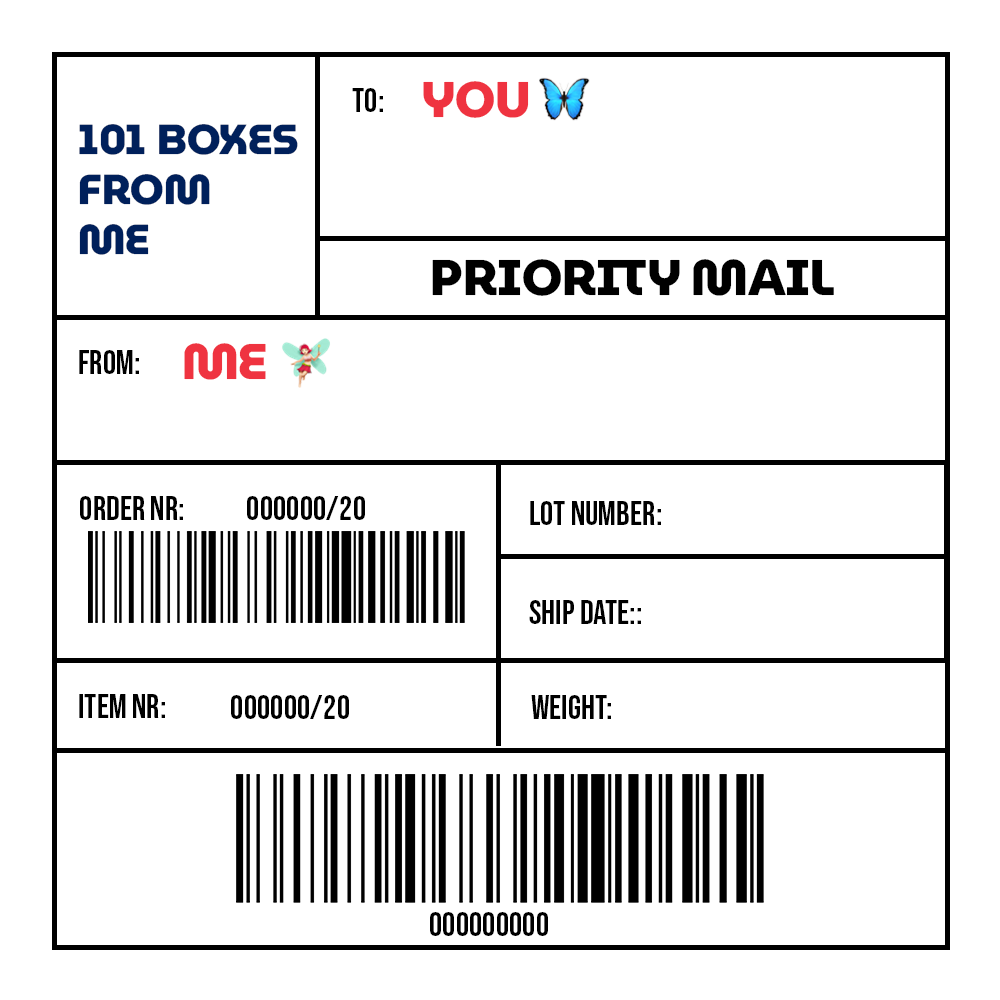 101 BOXES
FROM
ME
TO: YOU 🦋
PRIORITY MAIL
FROM: ME 🧚
ORDER NR: 000000/20
LOT NUMBER:
SHIP DATE::
ITEM NR: 000000/20
WEIGHT:
000000000